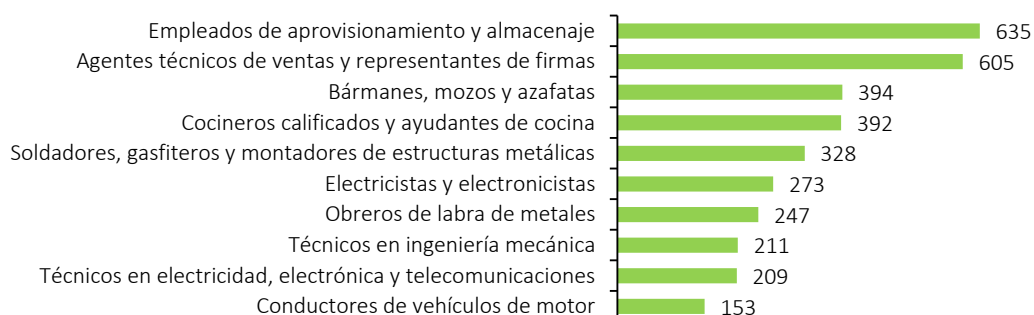 Empleados de aprovisionamiento y almacenaje 635
Agentes técnicos de ventas y representantes de firmas 605
Bármanes, mozos y azafatas 394
Cocineros calificados y ayudantes de cocina 392
Soldadores, gasfiteros y montadores de estructuras metálicas 328
Electricistas y electronicistas 273
Obreros de labra de metales 247
Técnicos en ingeniería mecánica 211
Técnicos en electricidad, electrónica y telecomunicaciones 209
Conductores de vehículos de motor 153